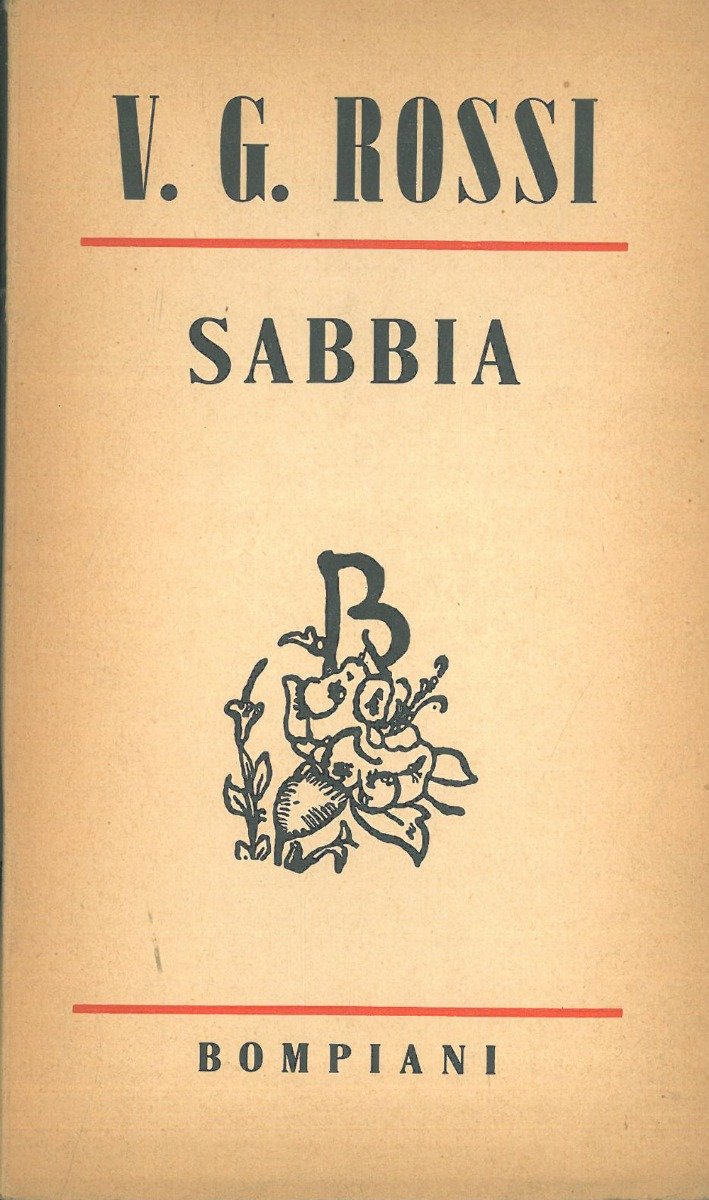 V. G. ROSSI
SABBIA
B
BOMPIANI